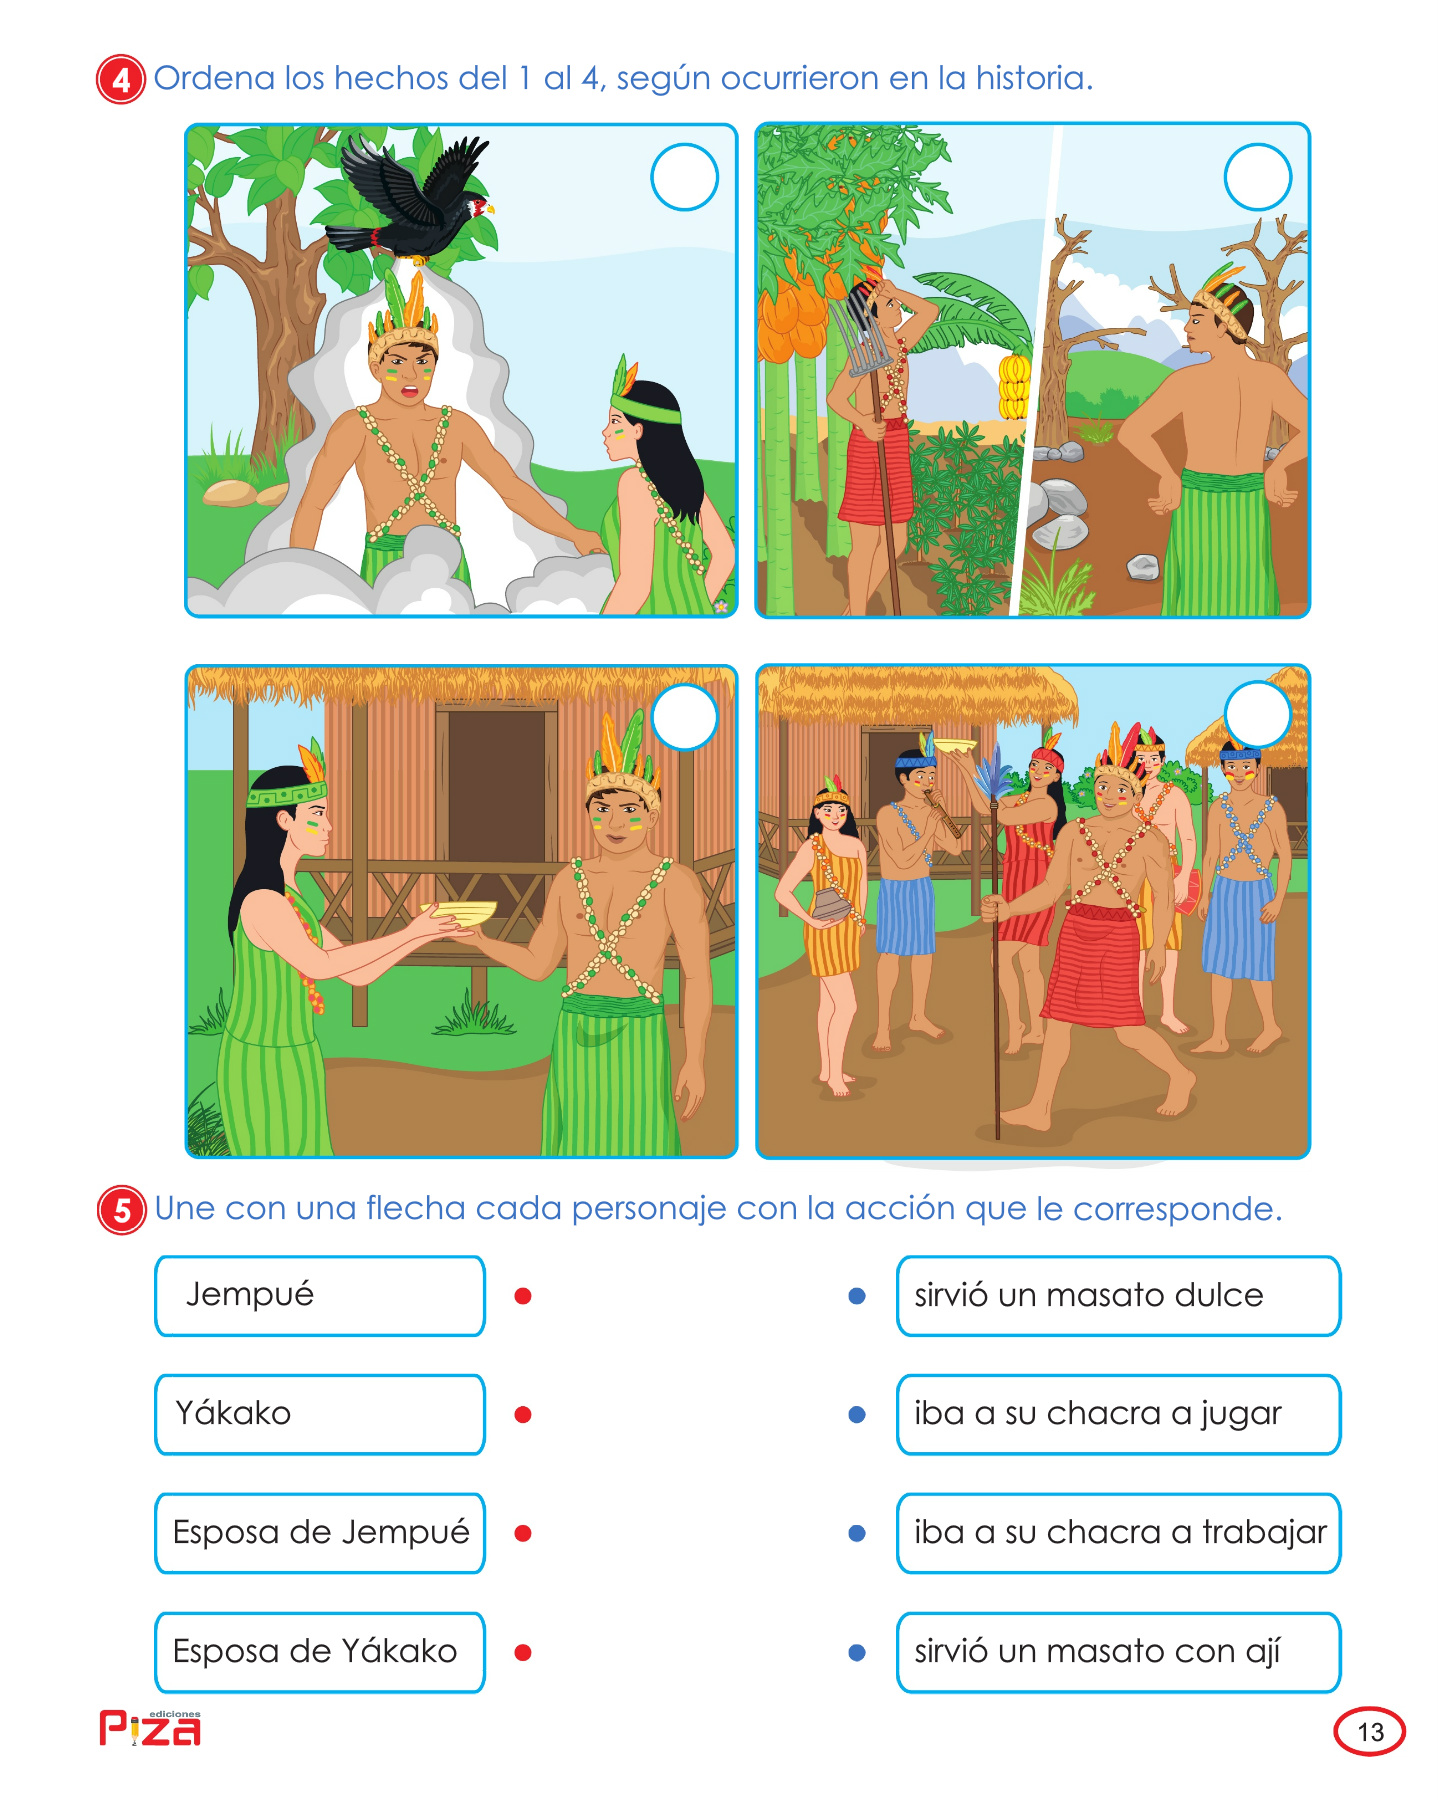 4 Ordena los hechos del 1 al 4, según ocurrieron en la historia.
5 Une con una flecha cada personaje con la acción que le corresponde.
Jempué
sirvió un masato dulce
Yákako
iba a su chacra a jugar
Esposa de Jempué
iba a su chacra a trabajar
Esposa de Yákako
sirvió un masato con ají
ediciones
Piza
13